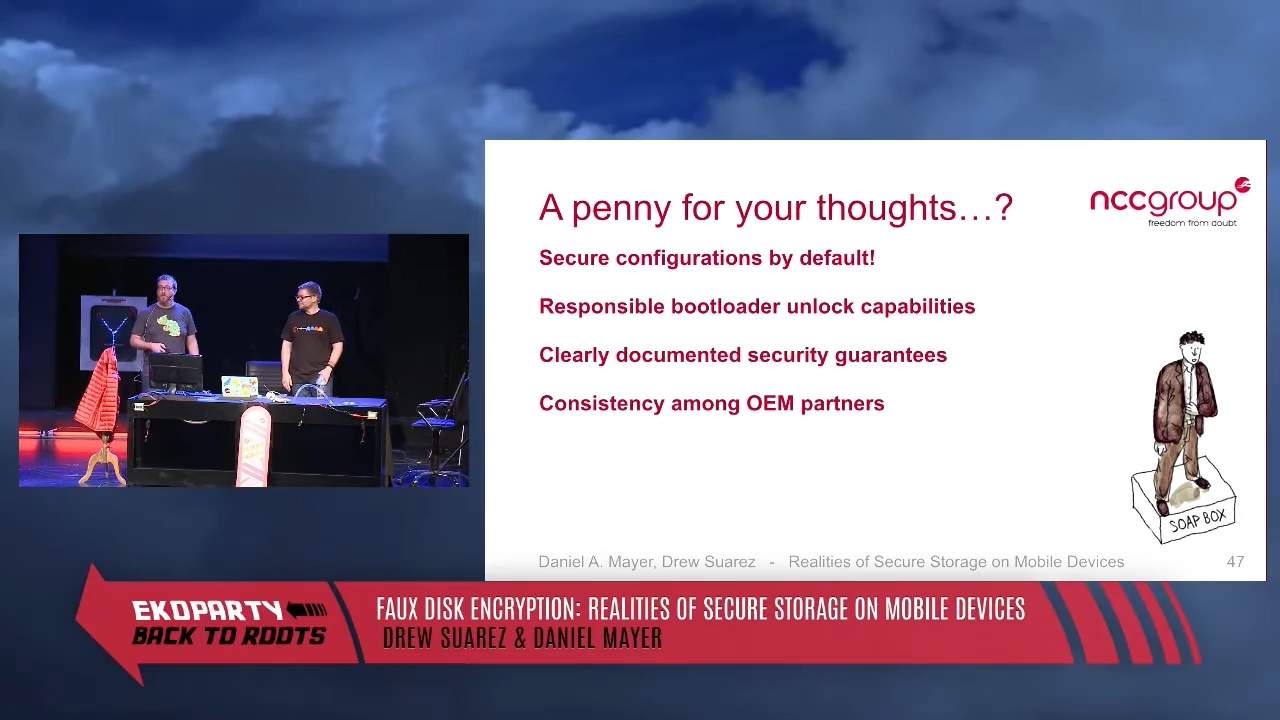 A penny for your thoughts…?
nccgroup
freedom from doubt
Secure configurations by default!
Responsible bootloader unlock capabilities
Clearly documented security guarantees
Consistency among OEM partners
SOAP BOX
Daniel A. Mayer, Drew Suarez - Realities of Secure Storage on Mobile Devices 47
EKOPARTY
BACK TO ROOTS
FAUX DISK ENCRYPTION: REALITIES OF SECURE STORAGE ON MOBILE DEVICES
DREW SUAREZ & DANIEL MAYER